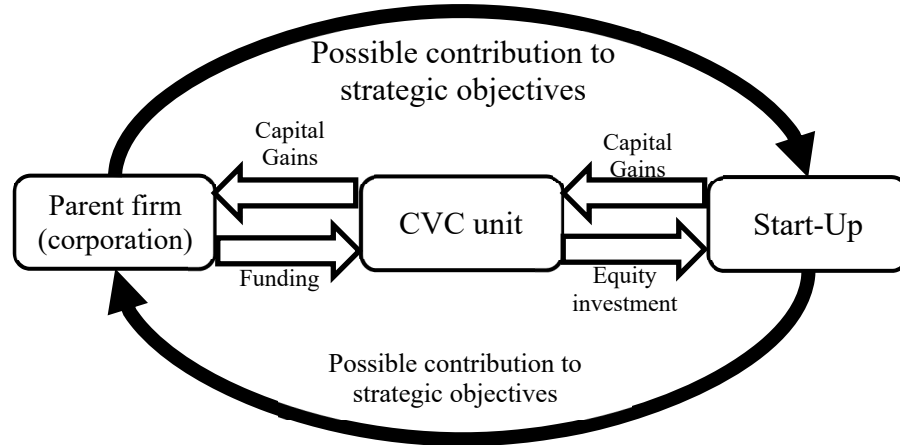 Possible contribution to
strategic objectives
Capital
Gains
Capital
Gains
Parent firm
(corporation)
CVC unit
Start-Up
Funding
Equity
investment
Possible contribution to
strategic objectives